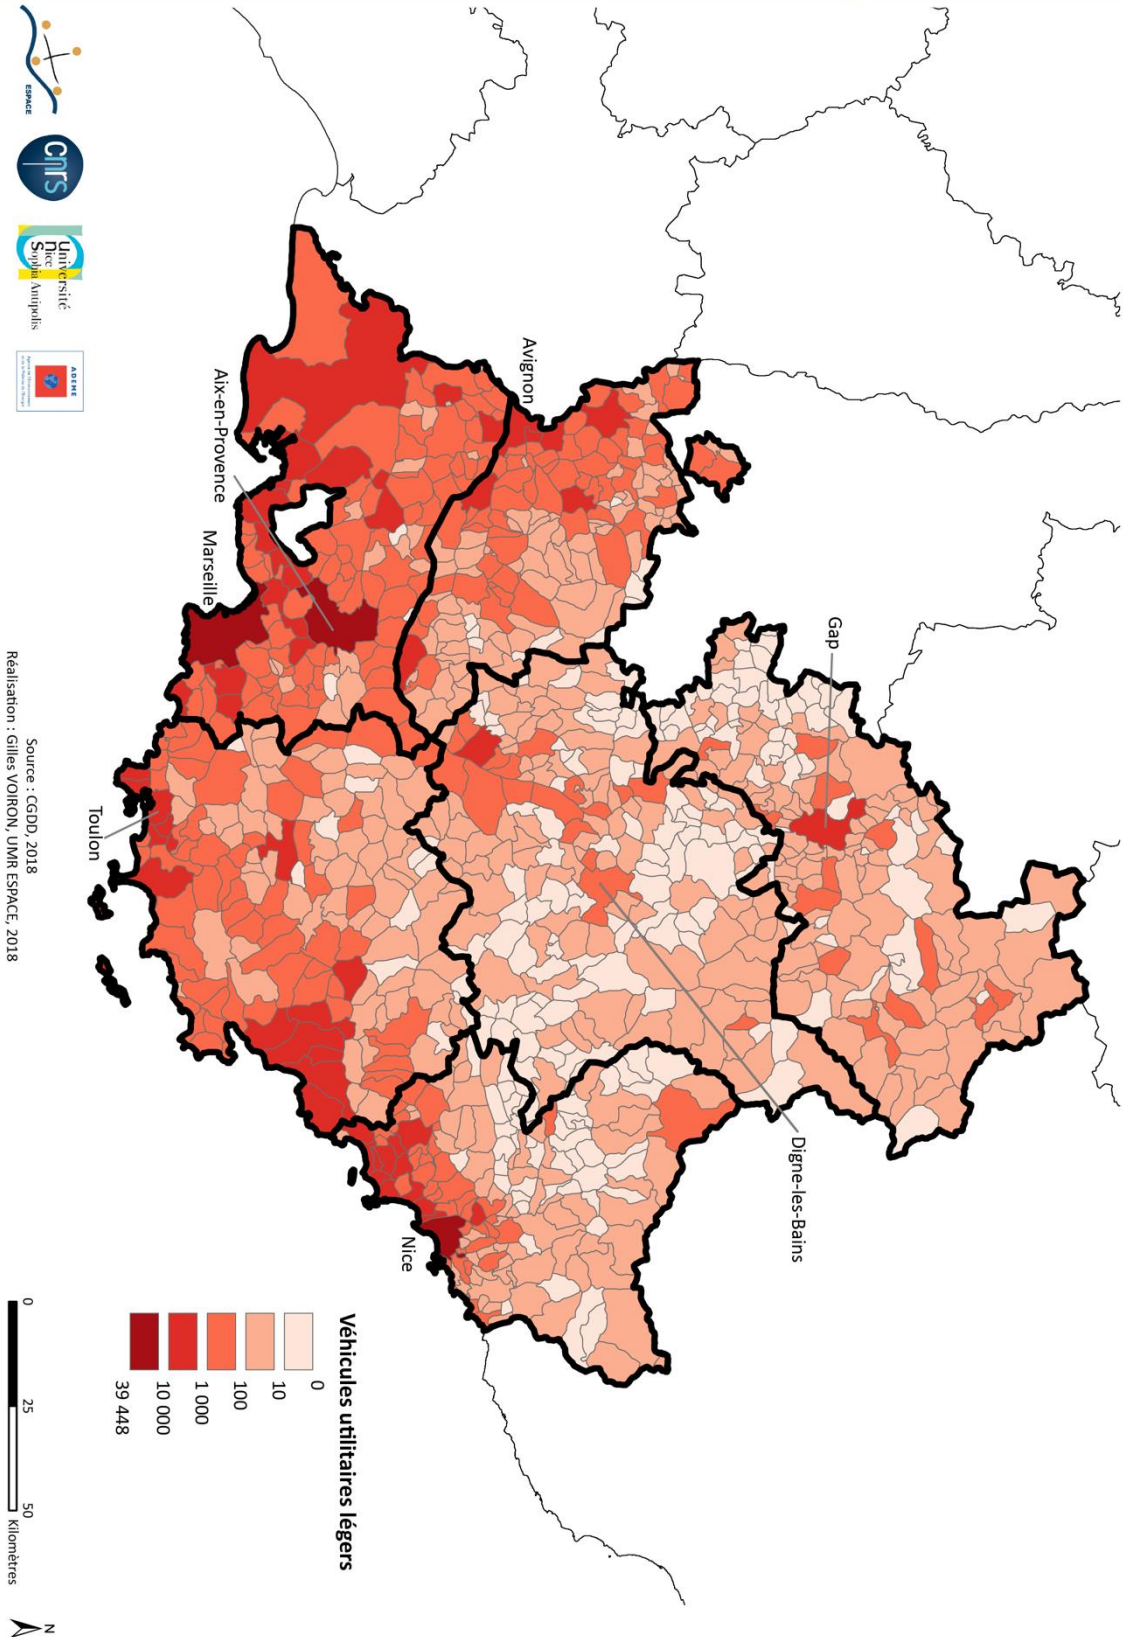 Gap
Avignon
Digne-les-Bains
Aix-en-Provence
Marseille
Nice
Toulon
Véhicules utilitaires légers
0
10
100
1 000
10 000
39 448
0
25
50
Kilomètres
N
Source : CGDD, 2018
Réalisation : Gilles VOIRON, UMR ESPACE, 2018
ESPACE
cnrs
Université
nice
Sophia Antipolis
ADEME